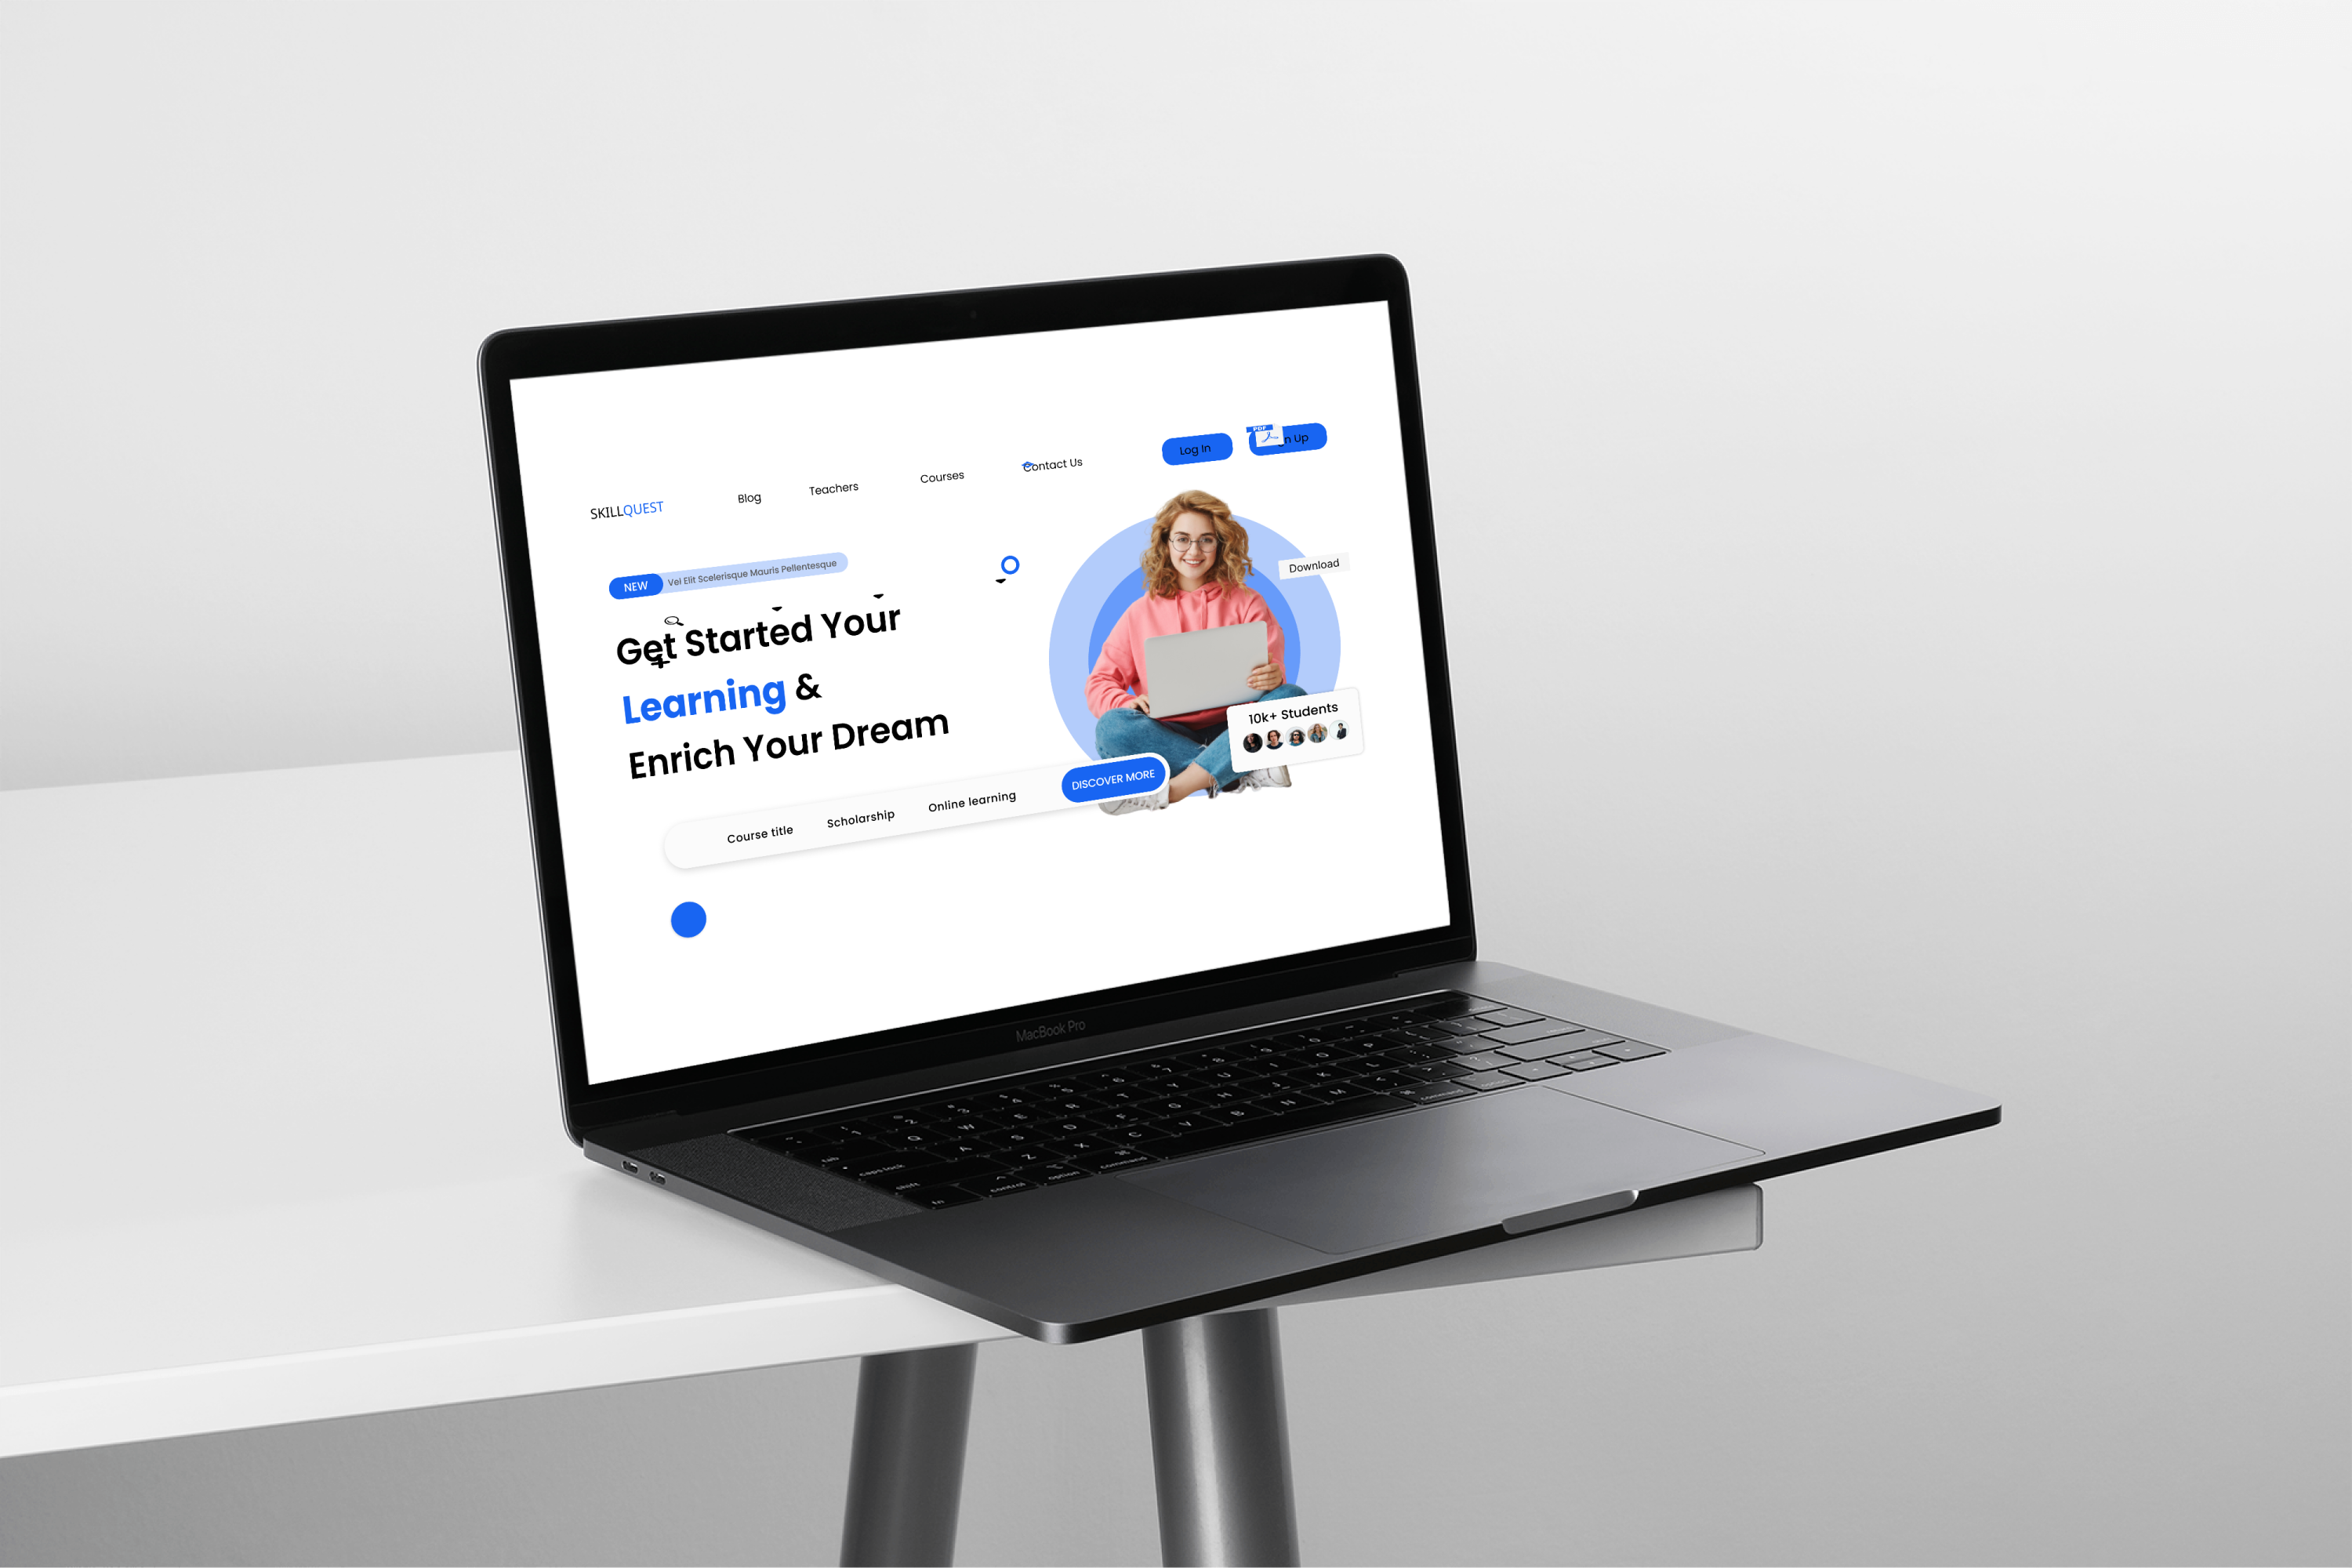 Log In
n Up
PDF
SKILLQUEST
Blog
Teachers
Courses
Contact Us
NEW Vel Elit Scelerisque Mauris Pellentesque
Download
Get Started Your
Learning &
Enrich Your Dream
10k+ Students
Course title
Scholarship
Online learning
DISCOVER MORE
MacBook Pro